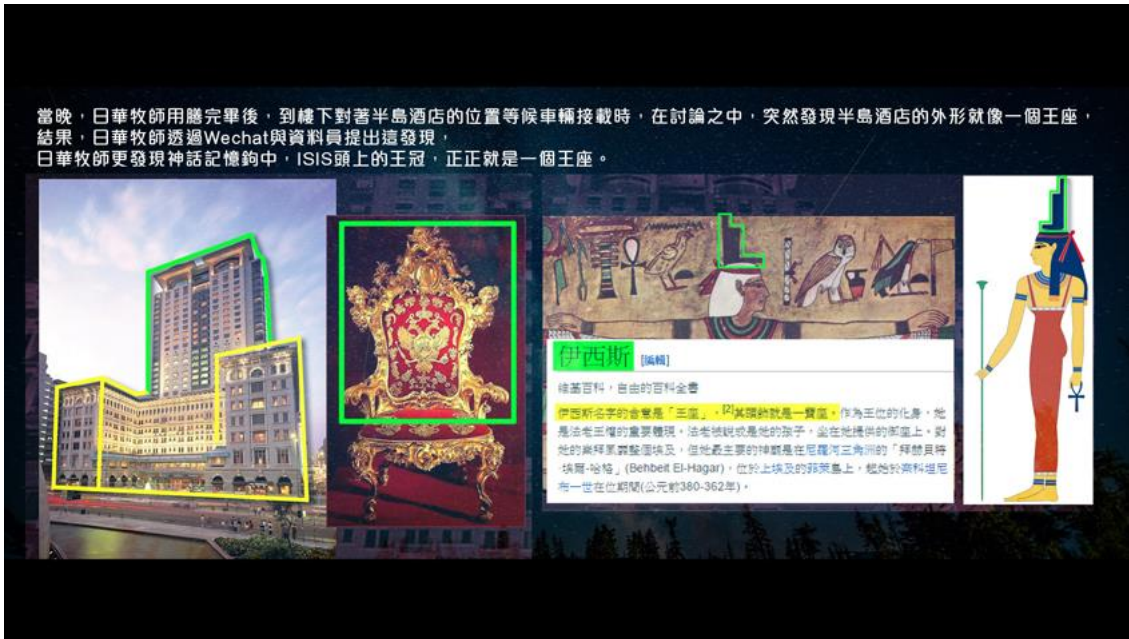 當晚，日華牧師用膳完畢後，到樓下對著半島酒店的位置等候車輛接載時，在討論之中，突然發現半島酒店的外形就像一個王座，
結果，日華牧師透過Wechat與資料員提出這發現，
日華牧師更發現神話記憶鉤中，ISIS頭上的王冠，正正就是一個王座。
伊西斯 [編輯]
維基百科，自由的百科全書
伊西斯名字的含意是「王座」，[2]其頭飾就是一寶座。作為王位的化身，她
是法老王權的重要體現。法老被說成是她的孩子，坐在她提供的御座上。對
她的崇拜風靡整個埃及，但她最主要的神廟是在尼羅河三角洲的「拜赫貝特
·埃爾-哈格」(Behbeit El-Hagar)，位於上埃及的菲萊島上，起始於奈科坦尼
布一世在位期間(公元前380-362年)。